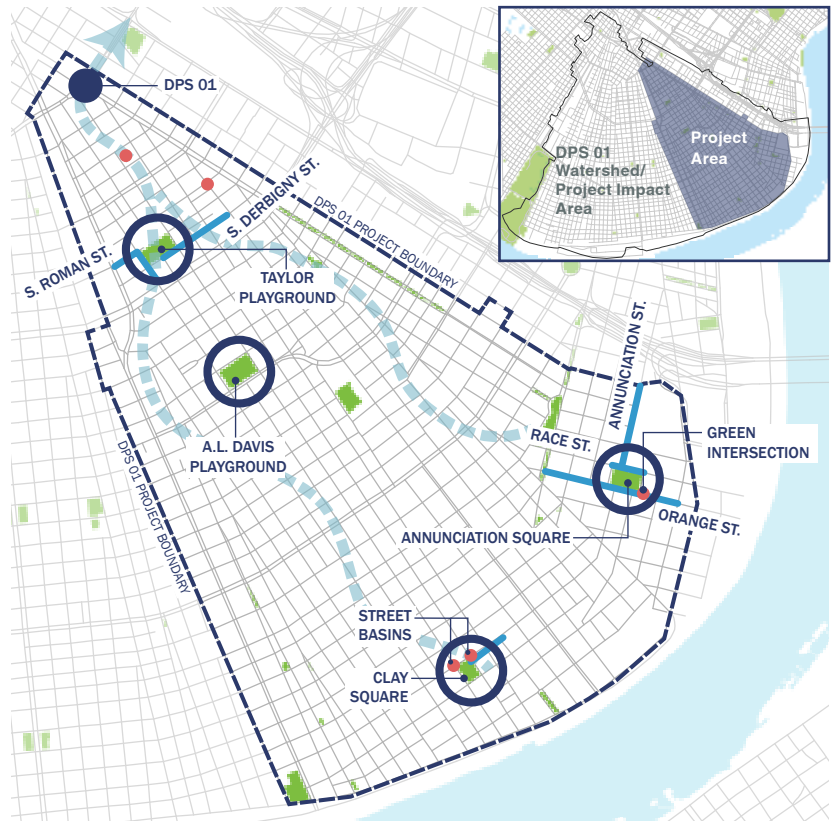 DPS 01
Project
Area
DPS 01
Watershed/
Project Impact
Area
S. DERBIGNY ST.
DPS 01 PROJECT BOUNDARY
S. ROMAN ST.
TAYLOR
PLAYGROUND
ANNUNCIATION ST.
A.L. DAVIS
PLAYGROUND
RACE ST.
GREEN
INTERSECTION
DPS 01 PROJECT BOUNDARY
ORANGE ST.
ANNUNCIATION SQUARE
STREET
BASINS
CLAY
SQUARE